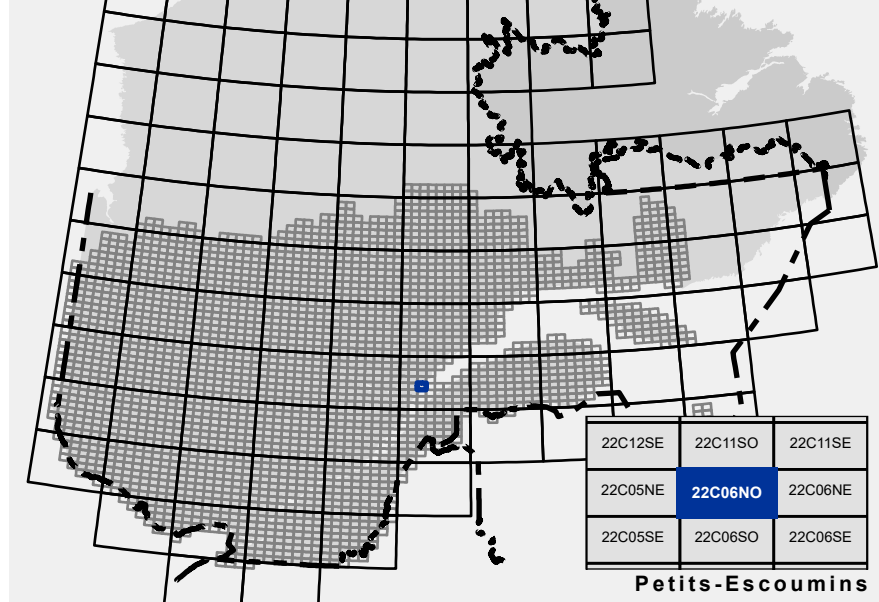 22C12SE 22C11SO 22C11SE
22C05NE 22C06NO 22C06NE
22C05SE 22C06SO 22C06SE
Petits-Escoumins